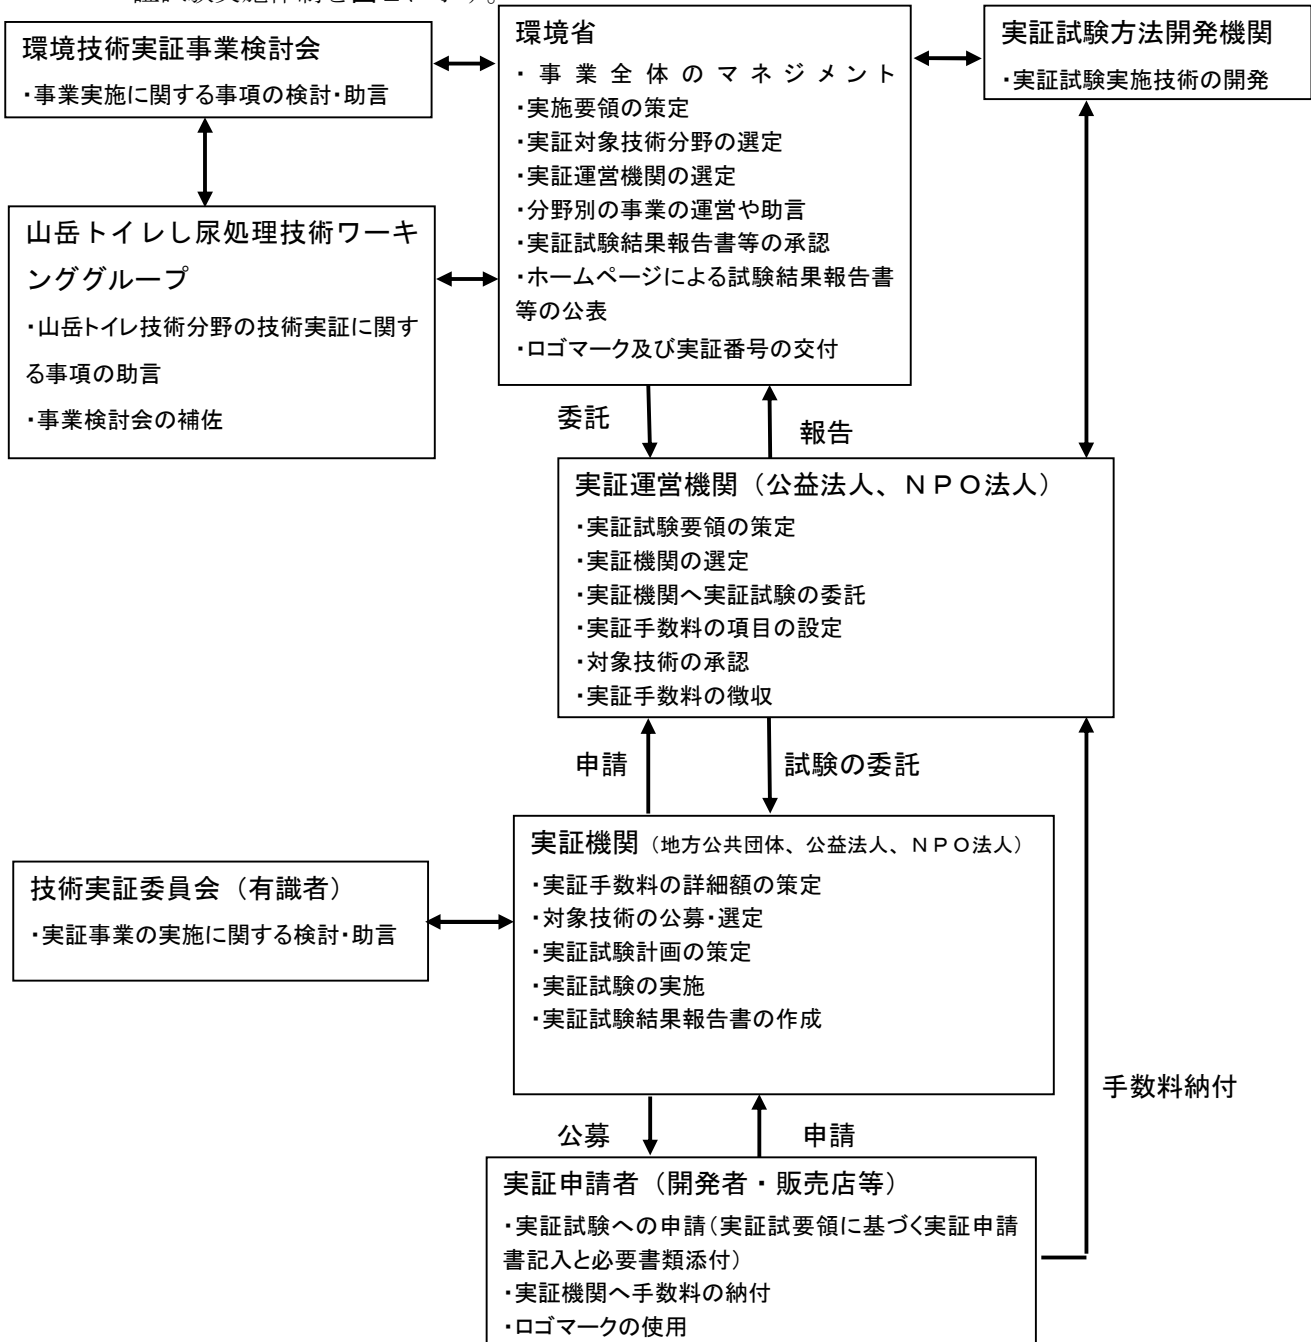 環境技術実証事業検討会
・事業実施に関する事項の検討・助言
山岳トイレし尿処理技術ワーキ
ンググループ
・山岳トイレ技術分野の技術実証に関す
る事項の助言
・事業検討会の補佐
環境省
・事業全体のマネジメント
・実施要領の策定
・実証対象技術分野の選定
・実証運営機関の選定
・分野別の事業の運営や助言
・実証試験結果報告書等の承認
・ホームページによる試験結果報告書
等の公表
・ロゴマーク及び実証番号の交付
実証試験方法開発機関
・実証試験実施技術の開発
委託
報告
実証運営機関（公益法人、ＮＰＯ法人）
・実証試験要領の策定
・実証機関の選定
・実証機関へ実証試験の委託
・実証手数料の項目の設定
・対象技術の承認
・実証手数料の徴収
申請
試験の委託
実証機関（地方公共団体、公益法人、ＮＰＯ法人）
・実証手数料の詳細額の策定
・対象技術の公募・選定
・実証試験計画の策定
・実証試験の実施
・実証試験結果報告書の作成
技術実証委員会（有識者）
・実証事業の実施に関する検討・助言
手数料納付
公募
申請
実証申請者（開発者・販売店等）
・実証試験への申請（実証試要領に基づく実証申請
書記入と必要書類添付）
・実証機関へ手数料の納付
・ロゴマークの使用